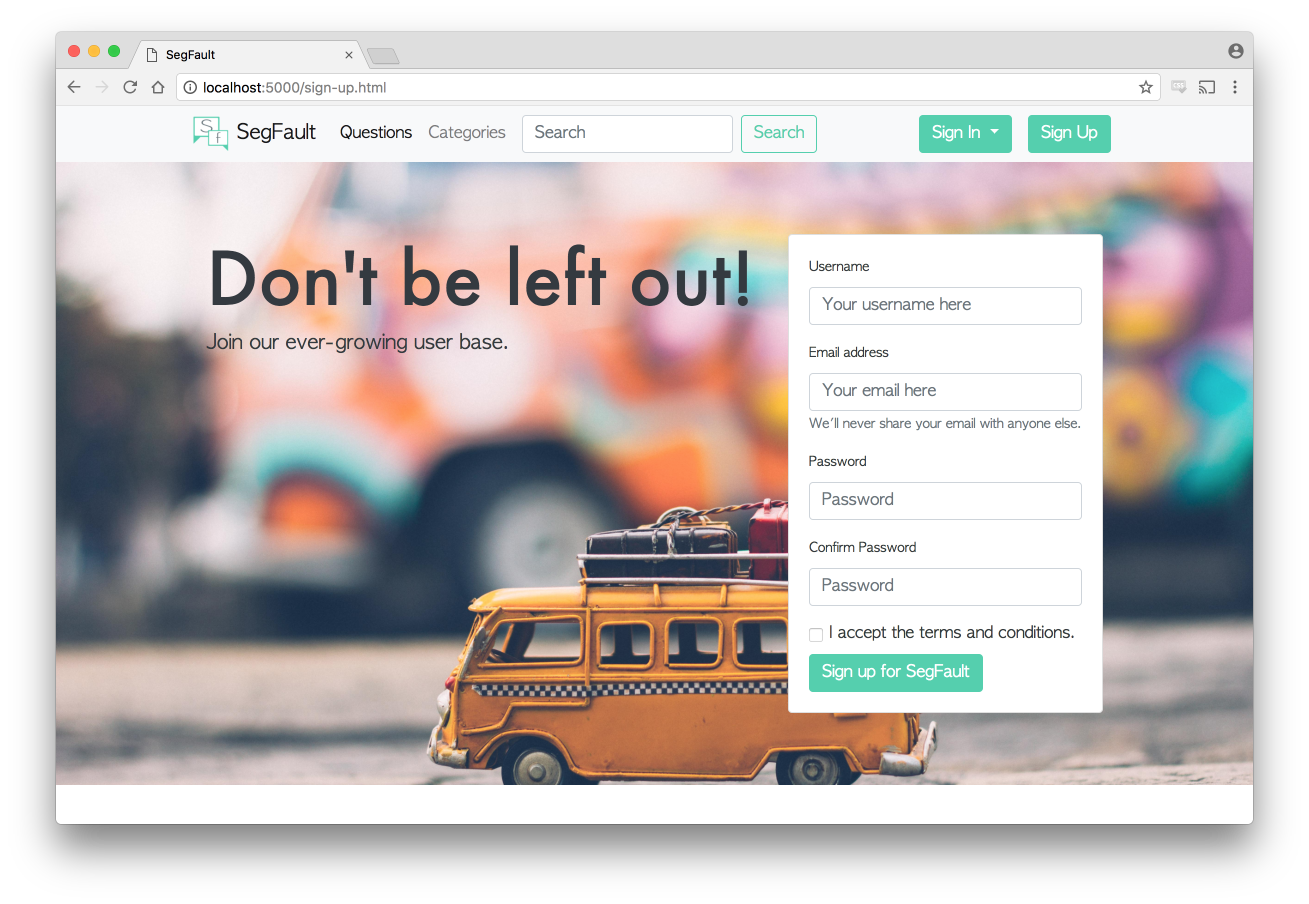 SegFault
localhost:5000/sign-up.html
Sf SegFault Questions Categories Search Search Sign In Sign Up
Don't be left out!
Join our ever-growing user base.
Username
Your username here
Email address
Your email here
We'll never share your email with anyone else.
Password
Password
Confirm Password
Password
I accept the terms and conditions.
Sign up for SegFault